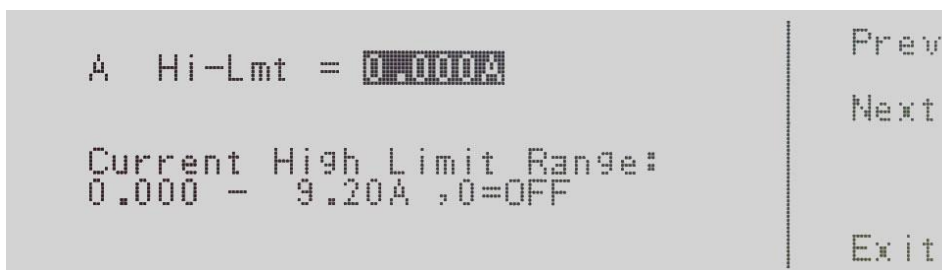 A Hi-Lmt = 0.000A
Current High Limit Range:
0.000 - 9.20A ,0=OFF
Prev
Next
Exit